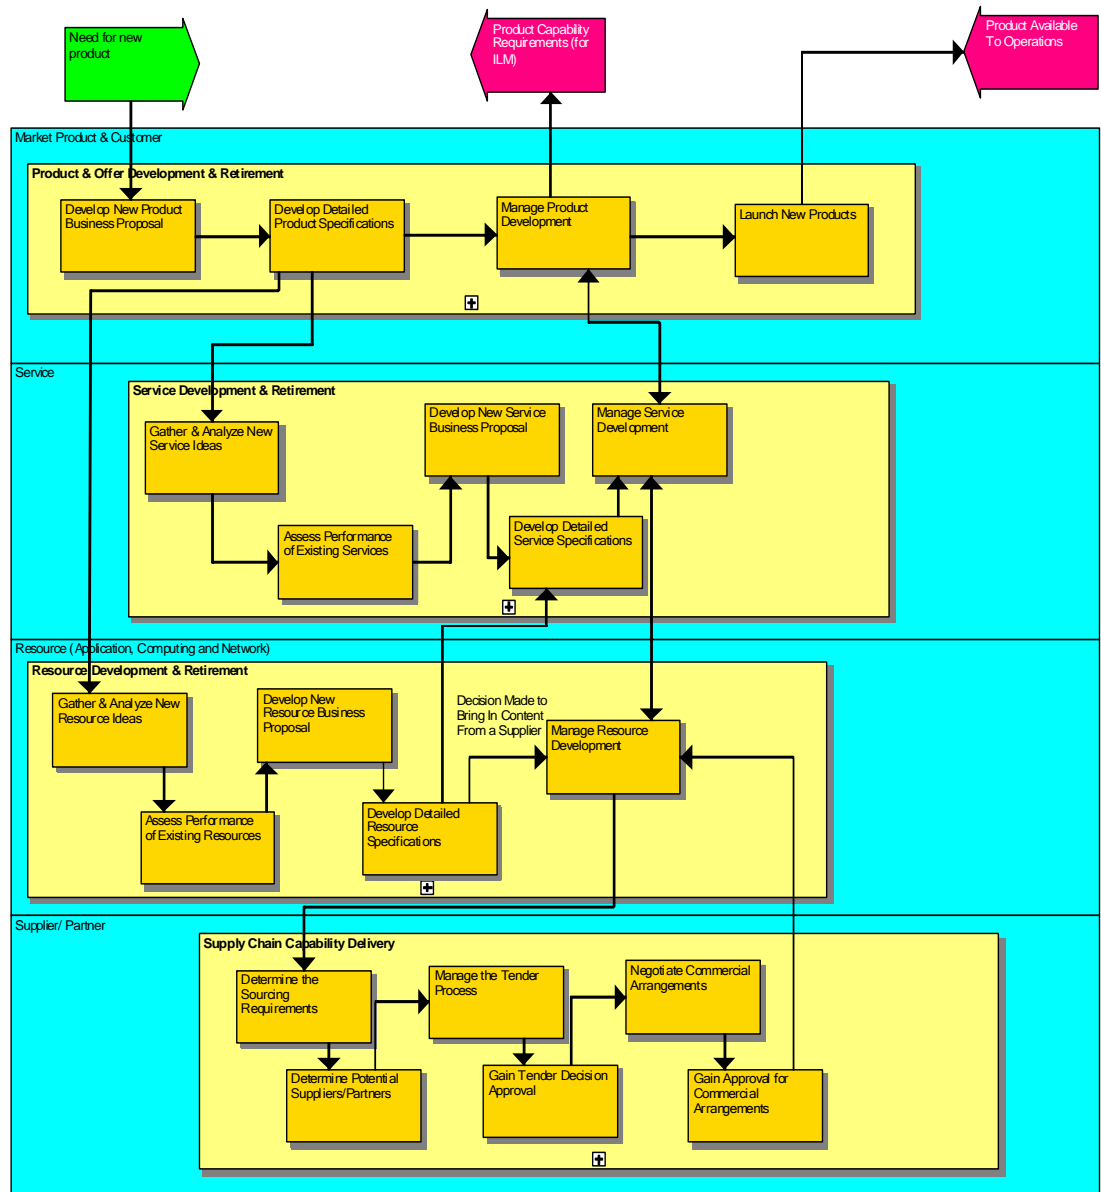 Need for new
product
Product Capability
Requirements (for
ILM)
Product Available
To Operations
Market Product & Customer
Product & Offer Development & Retirement
Develop New Product
Business Proposal
Develop Detailed
Product Specifications
Manage Product
Development
Launch New Products
Service
Service Development & Retirement
Gather & Analyze New
Service Ideas
Develop New Service
Business Proposal
Manage Service
Development
Assess Performance
of Existing Services
Develop Detailed
Service Specifications
Resource (Application, Computing and Network)
Resource Development & Retirement
Gather & Analyze New
Resource Ideas
Develop New
Resource Business
Proposal
Decision Made to
Bring In Content
From a Supplier
Manage Resource
Development
Assess Performance
of Existing Resources
Develop Detailed
Resource
Specifications
Supplier/ Partner
Supply Chain Capability Delivery
Determine the
Sourcing
Requirements
Manage the Tender
Process
Negotiate Commercial
Arrangements
Determine Potential
Suppliers/Partners
Gain Tender Decision
Approval
Gain Approval for
Commercial
Arrangements